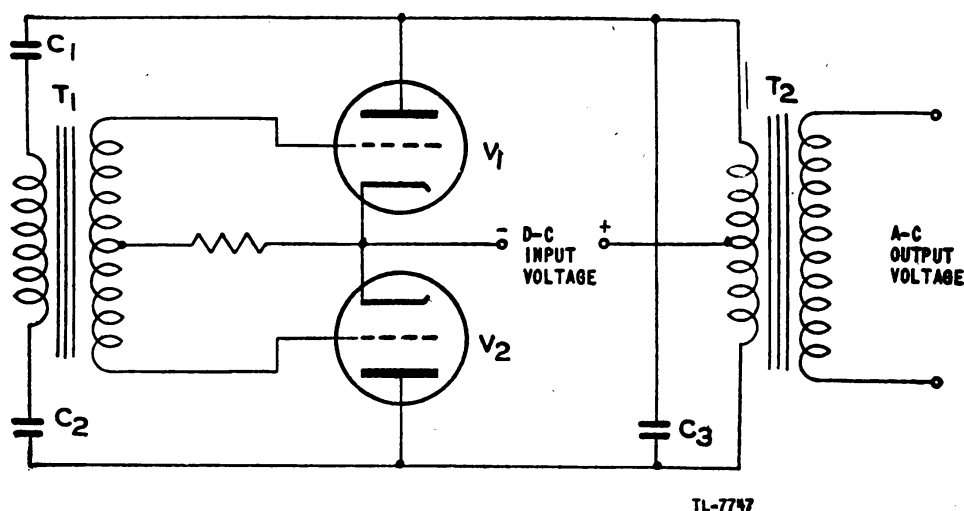 C1
T1
V1
T2
- D-C +
INPUT
VOLTAGE
A-C
OUTPUT
VOLTAGE
V2
C2
C3
TL-7747